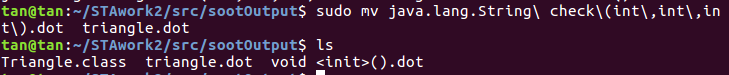 tan@tan:~/STAwork2/src/sootOutput$ sudo mv java.lang.String\ check\(int\,int\,in
t\).dot  triangle.dot
tan@tan:~/STAwork2/src/sootOutput$ ls
Triangle.class  triangle.dot  void <init>().dot